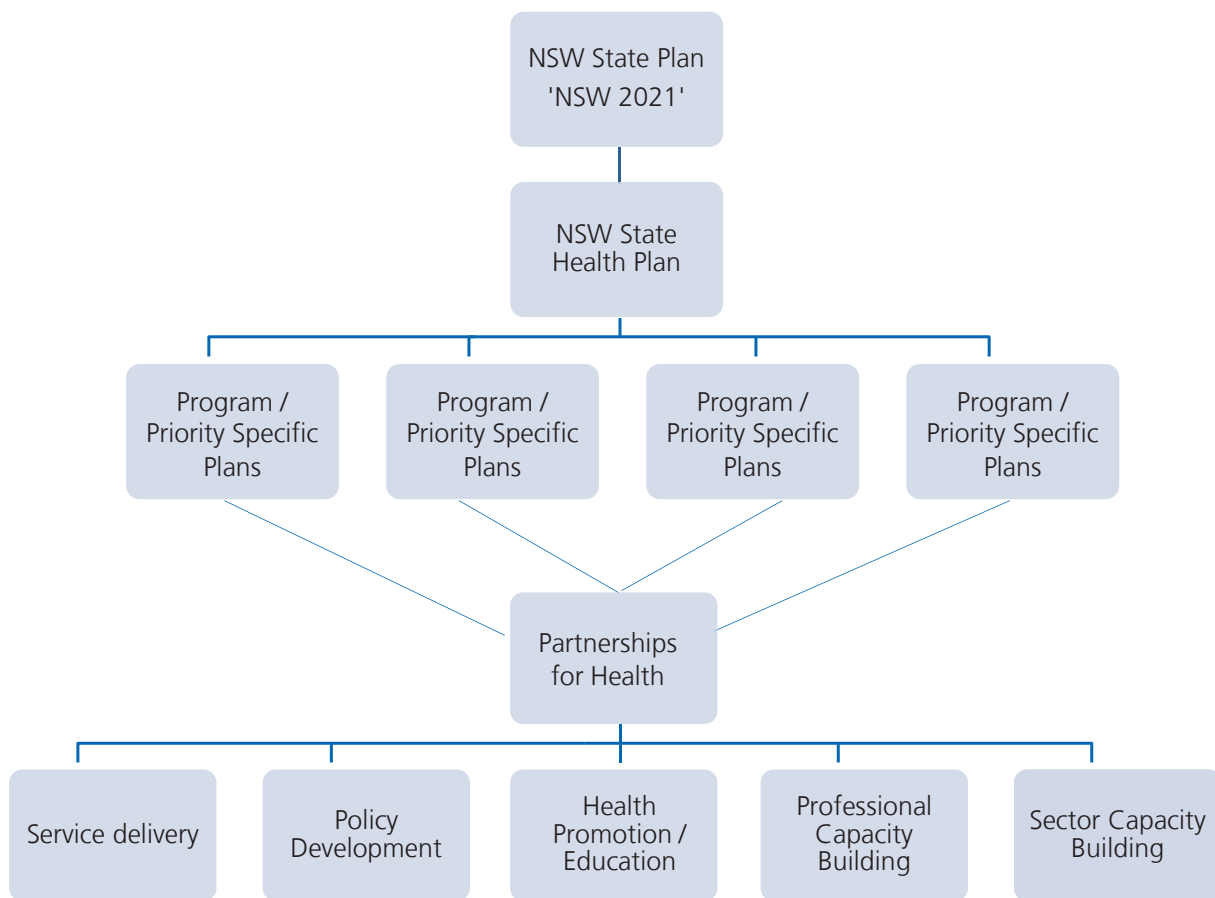 NSW State Plan
'NSW 2021'
NSW State
Health Plan
Program /
Priority Specific
Plans
Program /
Priority Specific
Plans
Program /
Priority Specific
Plans
Program /
Priority Specific
Plans
Partnerships
for Health
Service delivery
Policy
Development
Health
Promotion /
Education
Professional
Capacity
Building
Sector Capacity
Building